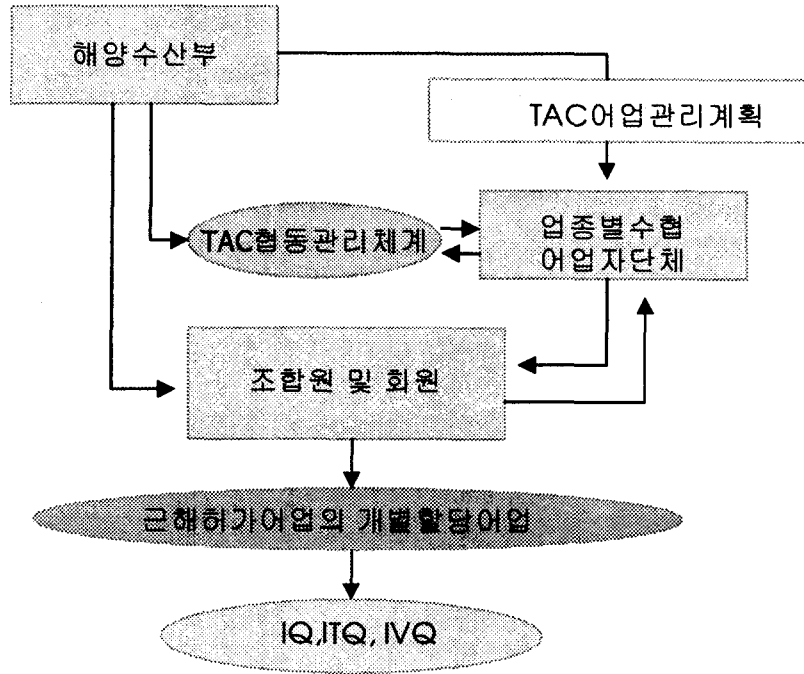 해양수산부
TAC어업관리계획
TAC협동관리체계
업종별수협
어업자단체
조합원 및 회원
근해허가어업의 개별할당어업
IQ,ITQ, IVQ